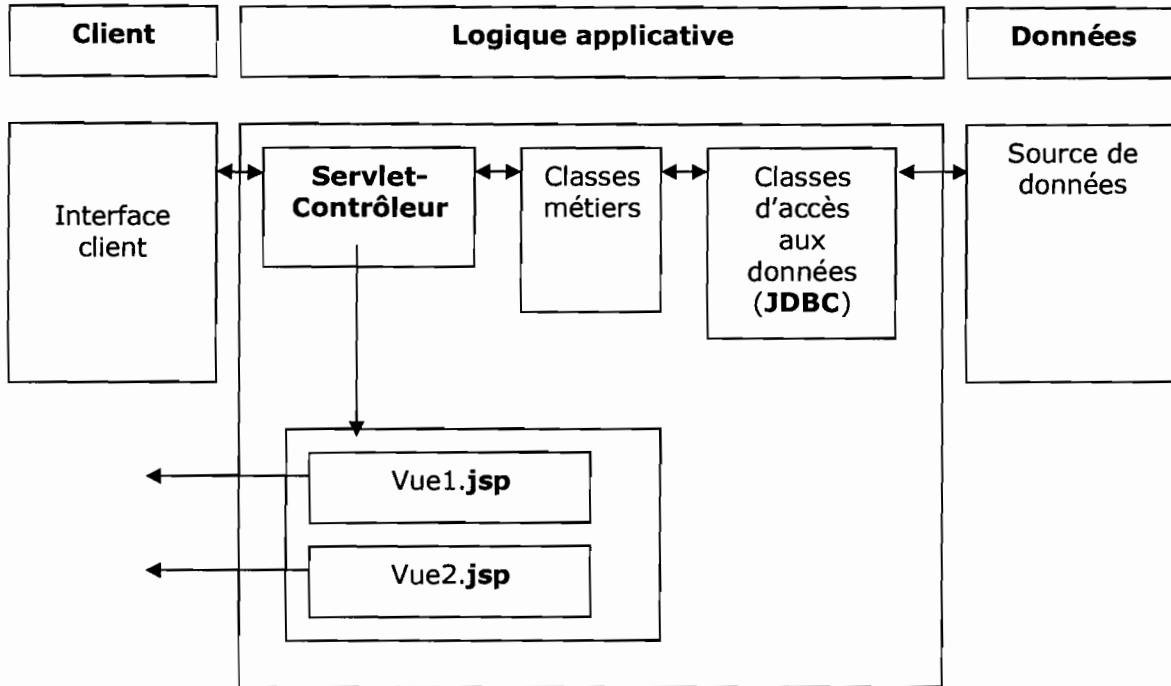 Client
Logique applicative
Données
Interface
client
Servlet-
Contrôleur
Classes
métiers
Classes
d'accès
aux
données
(JDBC)
Source de
données
Vue1.jsp
Vue2.jsp